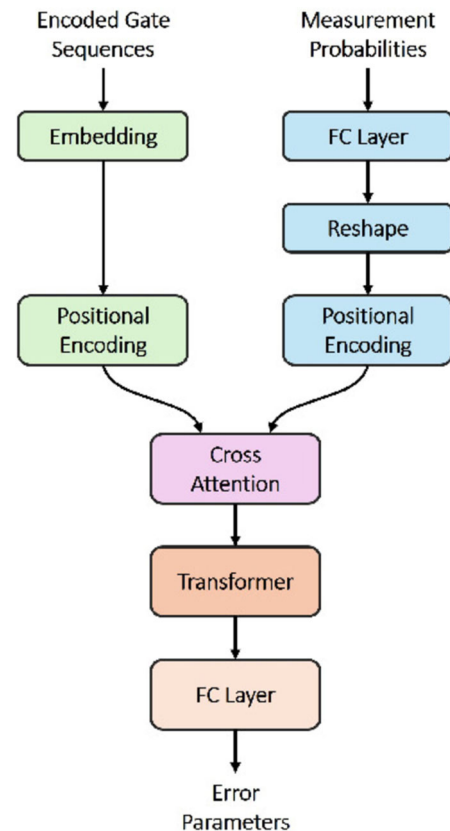 Encoded Gate
Sequences
Measurement
Probabilities
Embedding
FC Layer
Reshape
Positional
Encoding
Positional
Encoding
Cross
Attention
Transformer
FC Layer
Error
Parameters